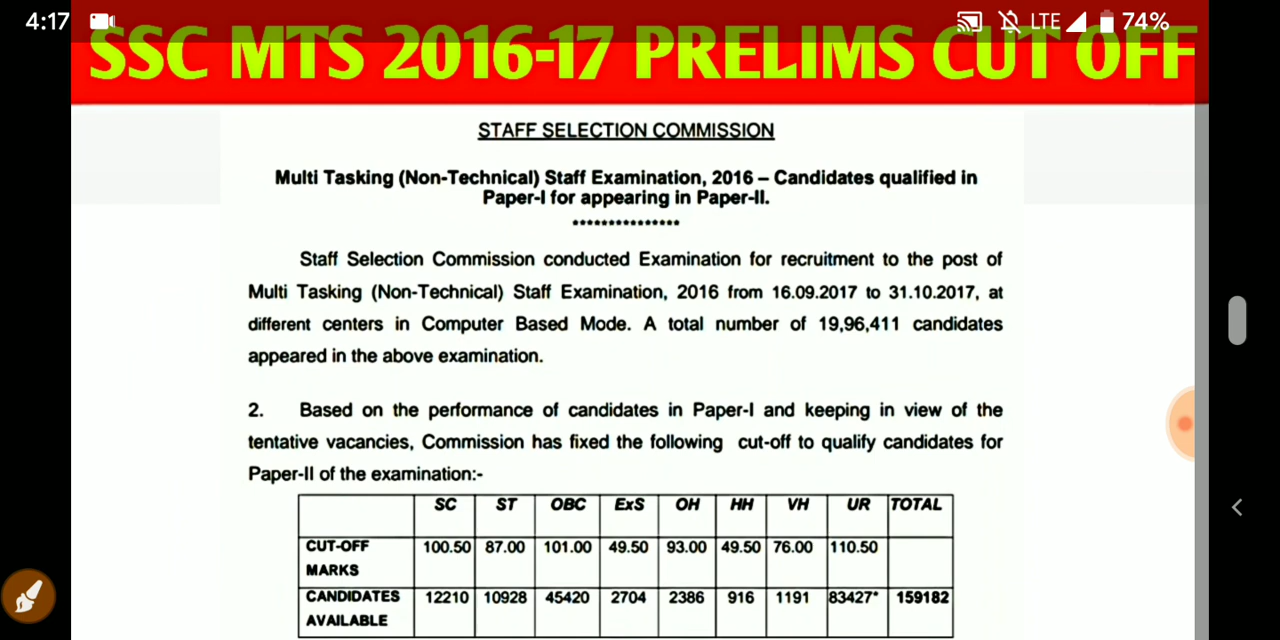 4:17 LTE 74%
SSC MTS 2016-17 PRELIMS CUT OFF
STAFF SELECTION COMMISSION
Multi Tasking (Non-Technical) Staff Examination, 2016 – Candidates qualified in
Paper-I for appearing in Paper-II.
***************
Staff Selection Commission conducted Examination for recruitment to the post of
Multi Tasking (Non-Technical) Staff Examination, 2016 from 16.09.2017 to 31.10.2017, at
different centers in Computer Based Mode. A total number of 19,96,411 candidates
appeared in the above examination.
2. Based on the performance of candidates in Paper-I and keeping in view of the
tentative vacancies, Commission has fixed the following cut-off to qualify candidates for
Paper-II of the examination:-
SC ST OBC ExS OH HH VH UR TOTAL
CUT-OFF 100.50 87.00 101.00 49.50 93.00 49.50 76.00 110.50
MARKS
CANDIDATES 12210 10928 45420 2704 2386 916 1191 83427* 159182
AVAILABLE